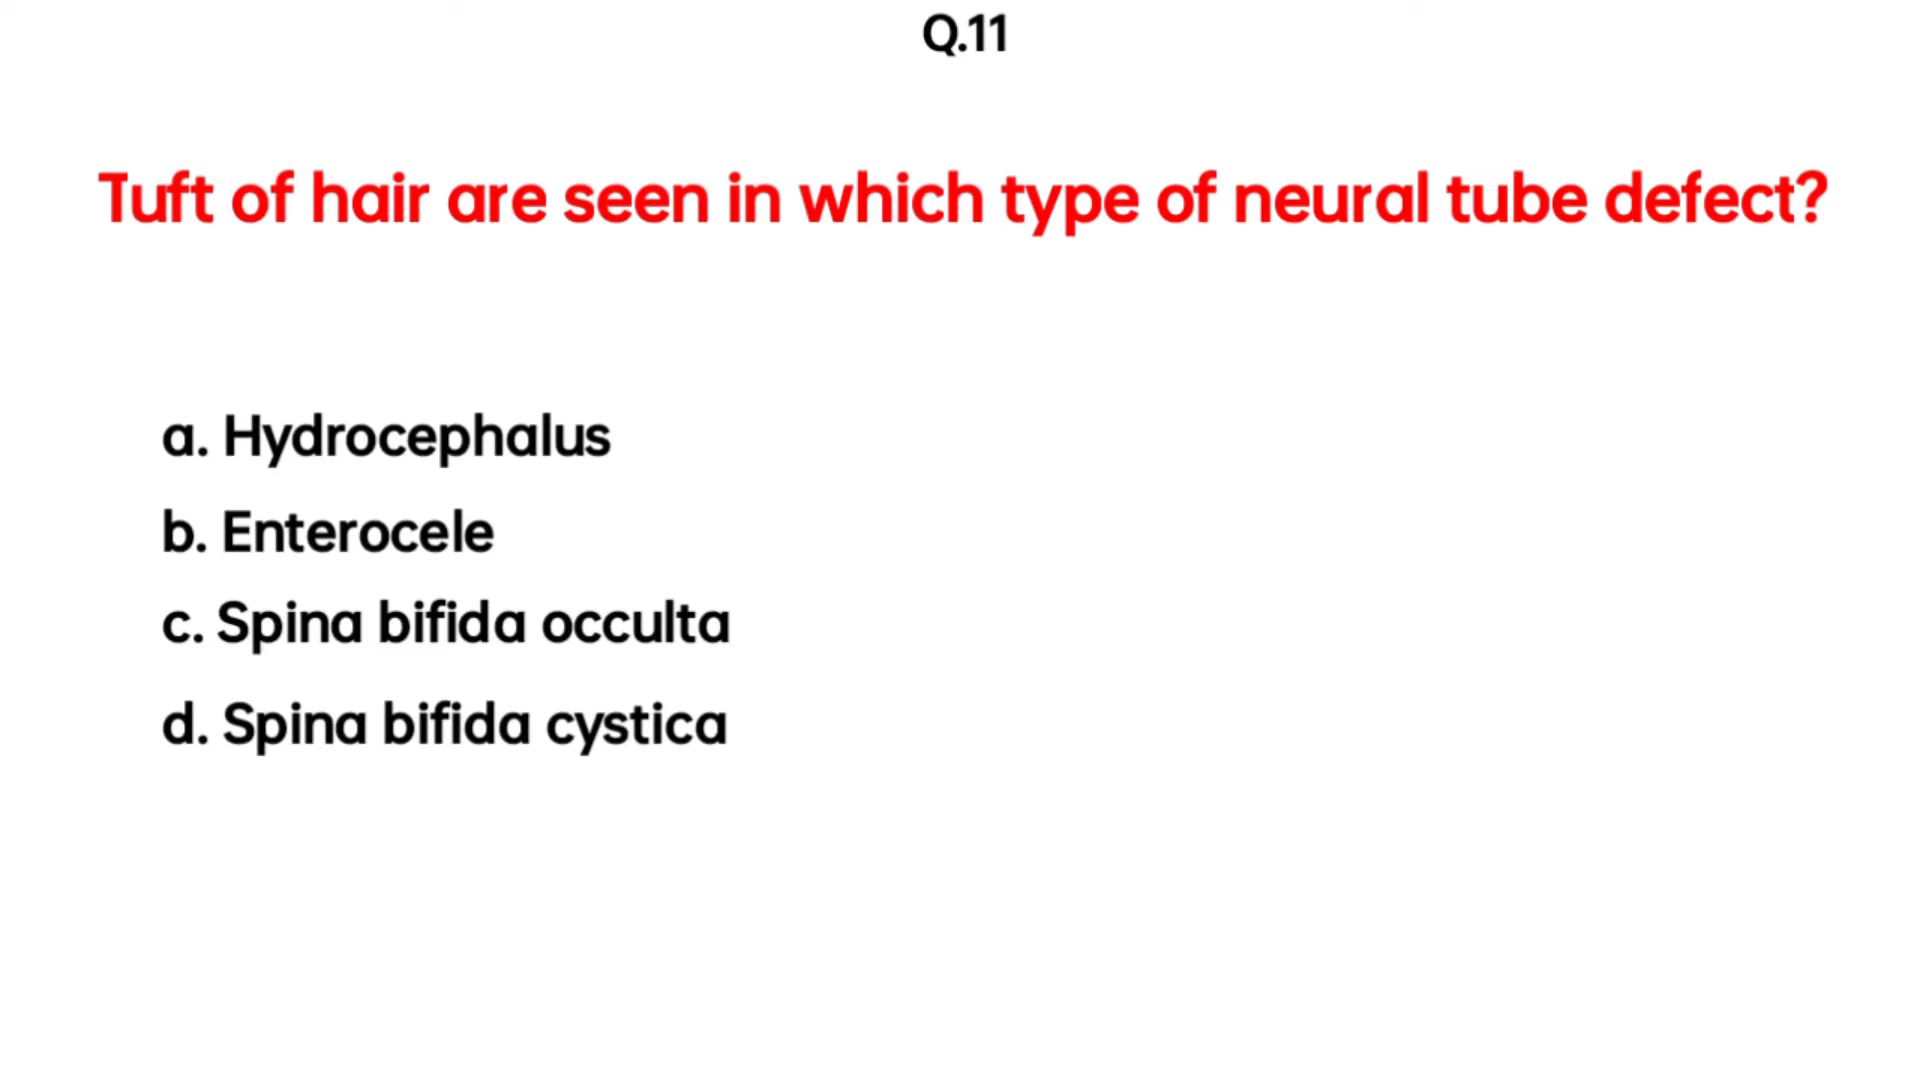 Q.11
Tuft of hair are seen in which type of neural tube defect?
a. Hydrocephalus
b. Enterocele
c. Spina bifida occulta
d. Spina bifida cystica